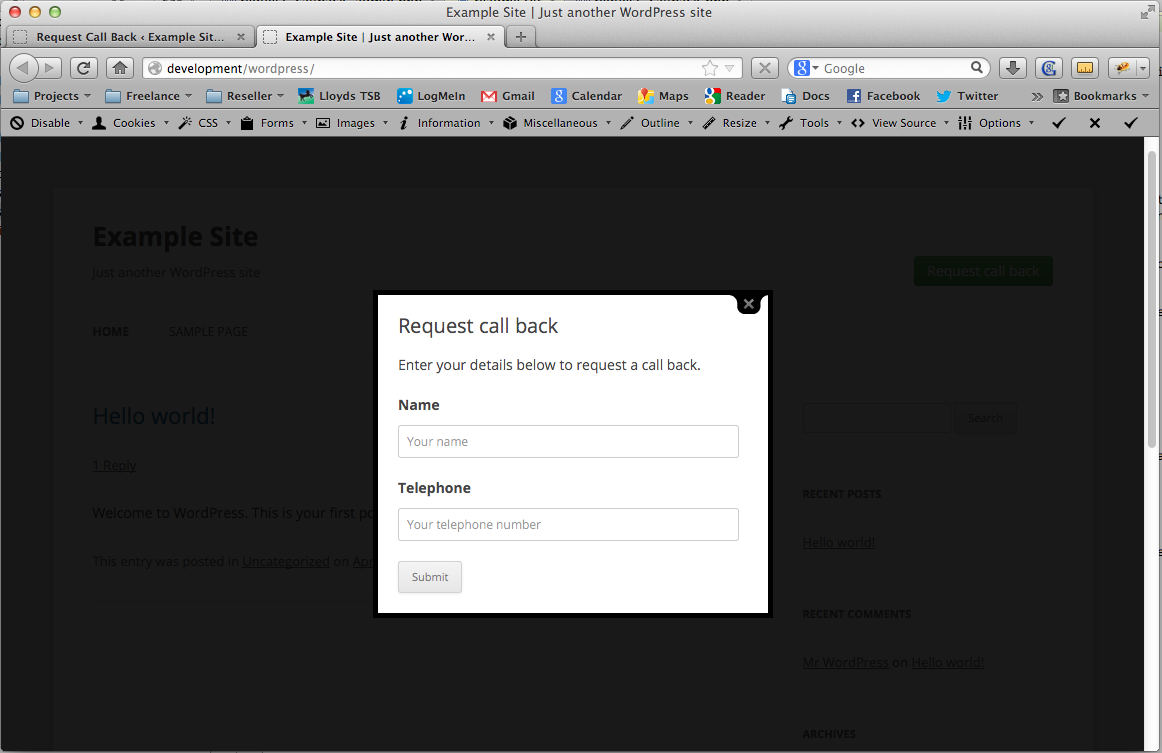 Example Site | Just another WordPress site
Request Call Back ‹ Example Sit...
Example Site | Just another Wor...
development/wordpress/
Google
Projects
Freelance
Reseller
Lloyds TSB
LogMeIn
Gmail
Calendar
Maps
Reader
Docs
Facebook
Twitter
Bookmarks
Disable
Cookies
CSS
Forms
Images
Information
Miscellaneous
Outline
Resize
Tools
View Source
Options
Example Site
Just another WordPress site
Request call back
HOME
SAMPLE PAGE
Request call back
Enter your details below to request a call back.
Name
Your name
Telephone
Your telephone number
Submit
Hello world!
1 Reply
Welcome to WordPress. This is your first
This entry was posted in Uncategorized on
Search
RECENT POSTS
Hello world!
RECENT COMMENTS
Mr WordPress on Hello world!
ARCHIVES